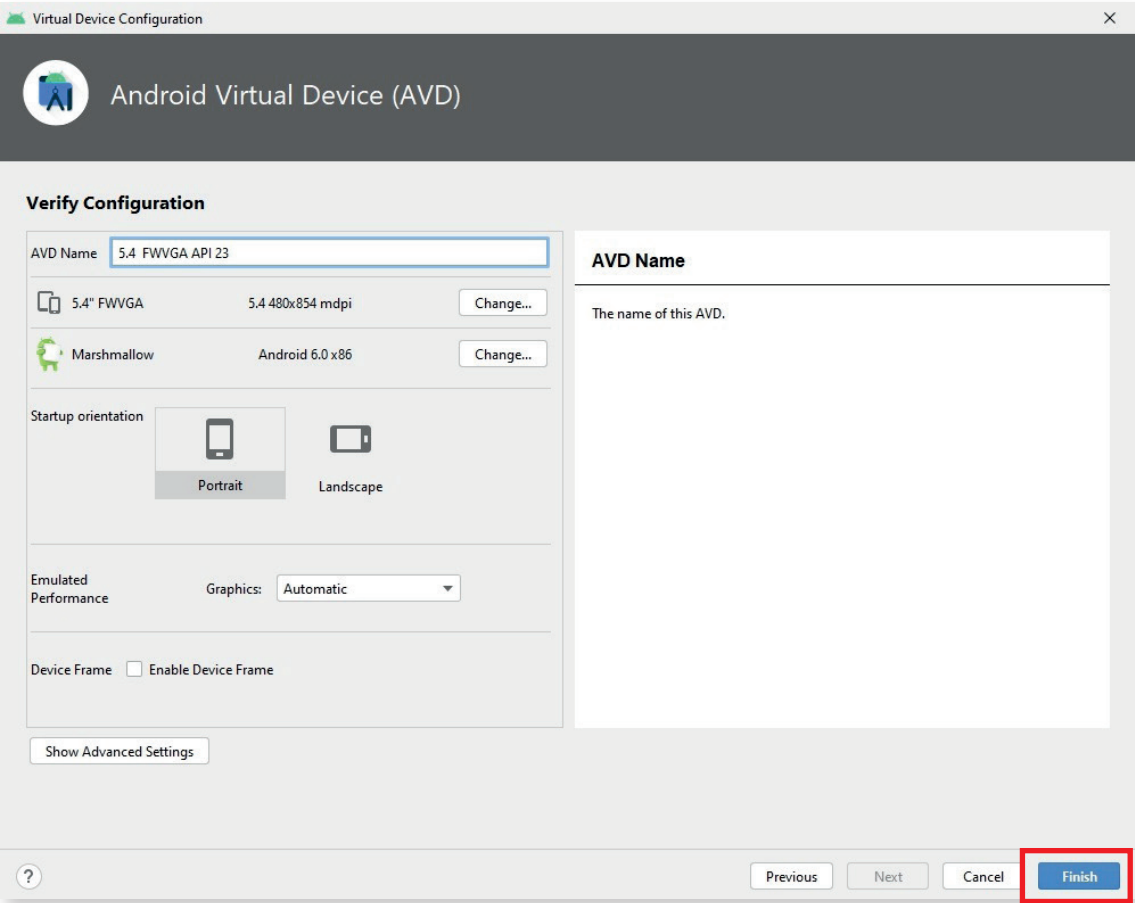 Virtual Device Configuration
Android Virtual Device (AVD)
Verify Configuration
AVD Name 5.4 FWVGA API 23
5.4" FWVGA 5.4 480x854 mdpi Change...
Marshmallow Android 6.0 x86 Change...
Startup orientation
Portrait
Landscape
Emulated
Performance
Graphics: Automatic
Device Frame Enable Device Frame
Show Advanced Settings
AVD Name
The name of this AVD.
? Previous Next Cancel Finish